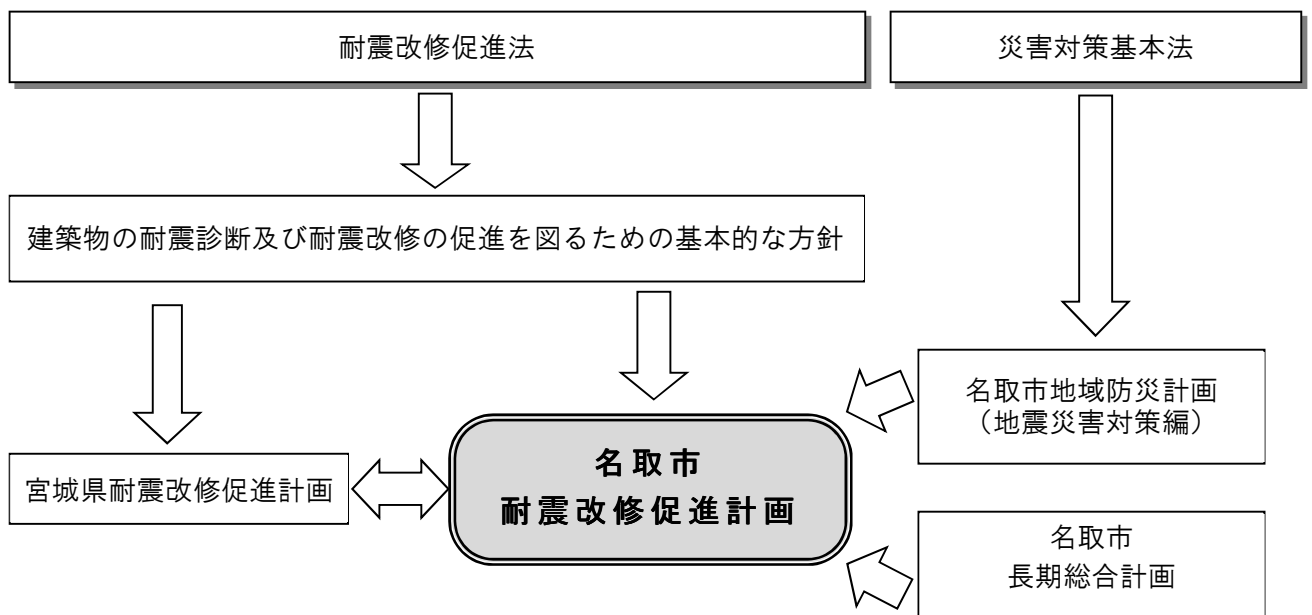 耐震改修促進法
災害対策基本法
建築物の耐震診断及び耐震改修の促進を図るための基本的な方針
名取市地域防災計画
（地震災害対策編）
宮城県耐震改修促進計画
名取市
耐震改修促進計画
名取市
長期総合計画